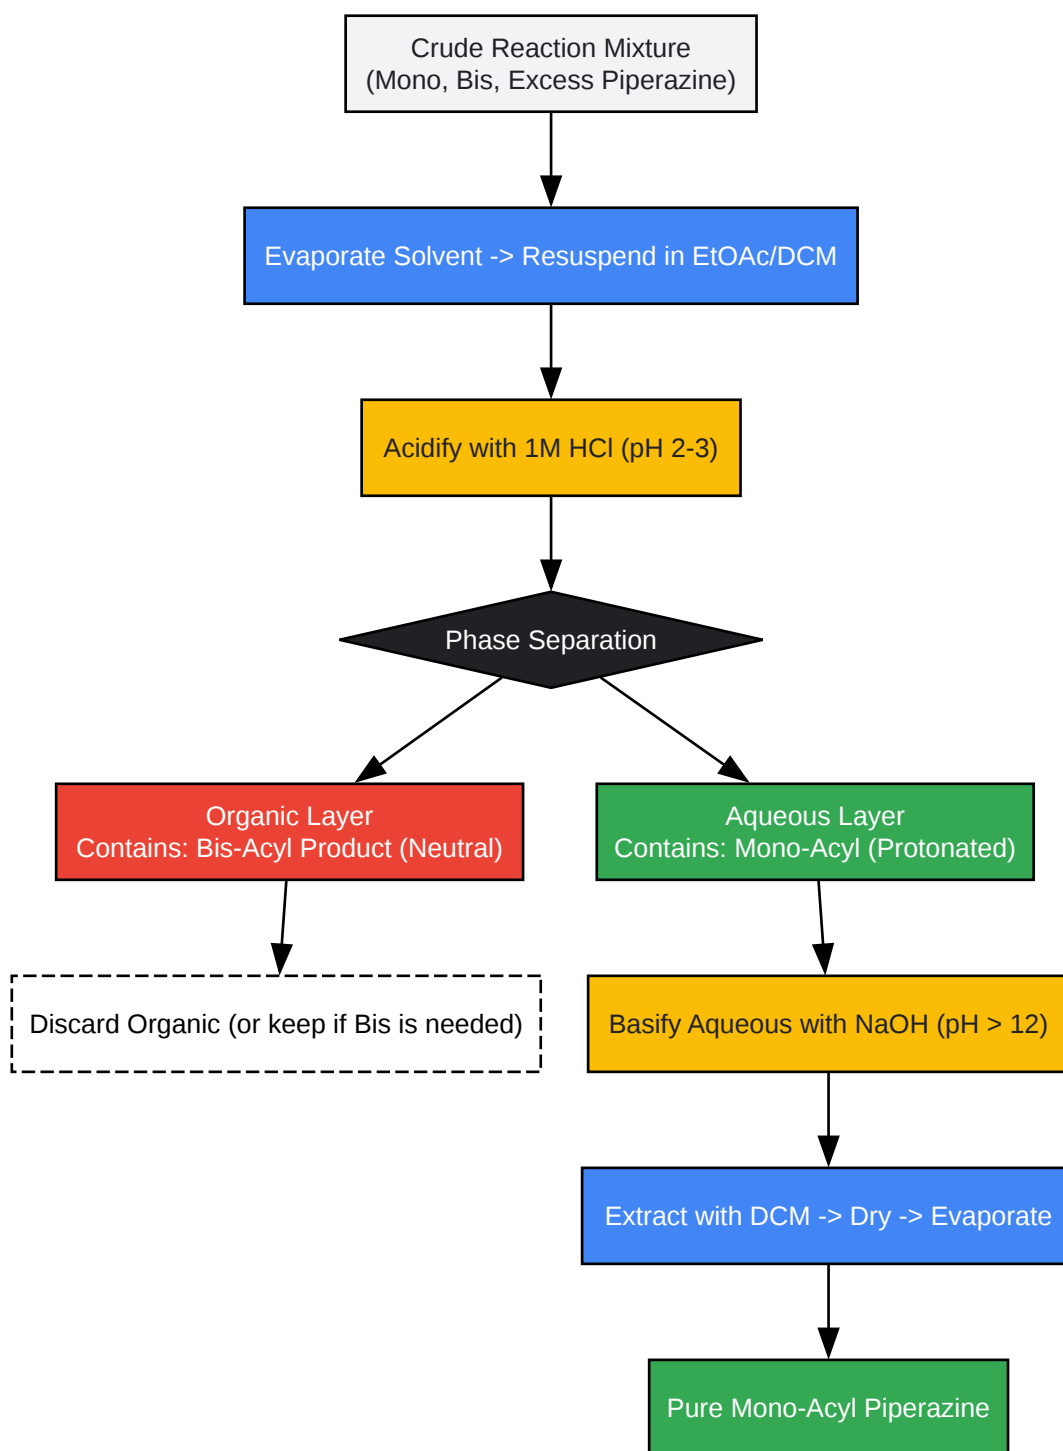 Crude Reaction Mixture
(Mono, Bis, Excess Piperazine)
Evaporate Solvent -> Resuspend in EtOAc/DCM
Acidify with 1M HCl (pH 2-3)
Phase Separation
Organic Layer
Contains: Bis-Acyl Product (Neutral)
Aqueous Layer
Contains: Mono-Acyl (Protonated)
Discard Organic (or keep if Bis is needed)
Basify Aqueous with NaOH (pH > 12)
Extract with DCM -> Dry -> Evaporate
Pure Mono-Acyl Piperazine